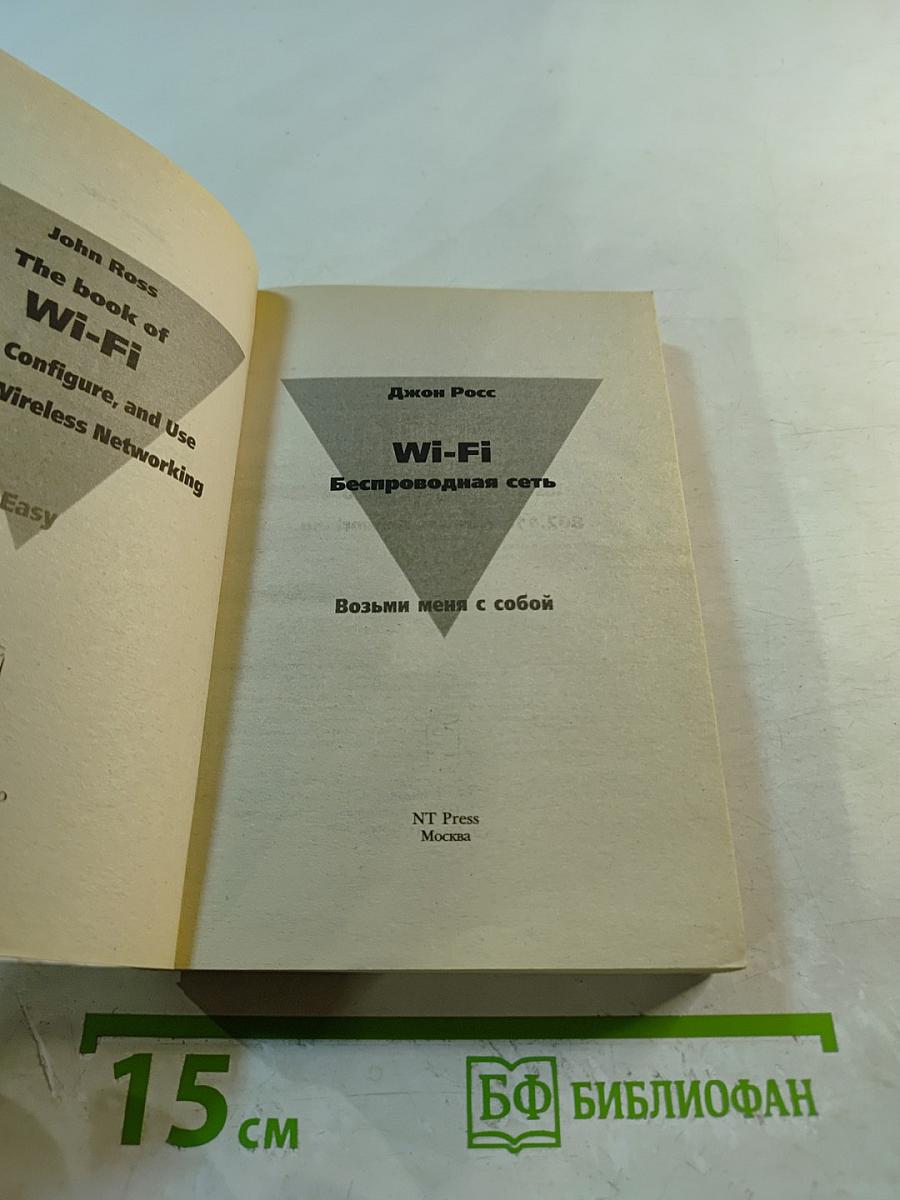 John Ross
The book of
Wi-Fi
Configure, and Use
Wireless Networking
Easy
Джон Росс
Wi-Fi
Беспроводная сеть
Возьми меня с собой
NT Press
Москва
15 см
БФ БИБЛИОФАН